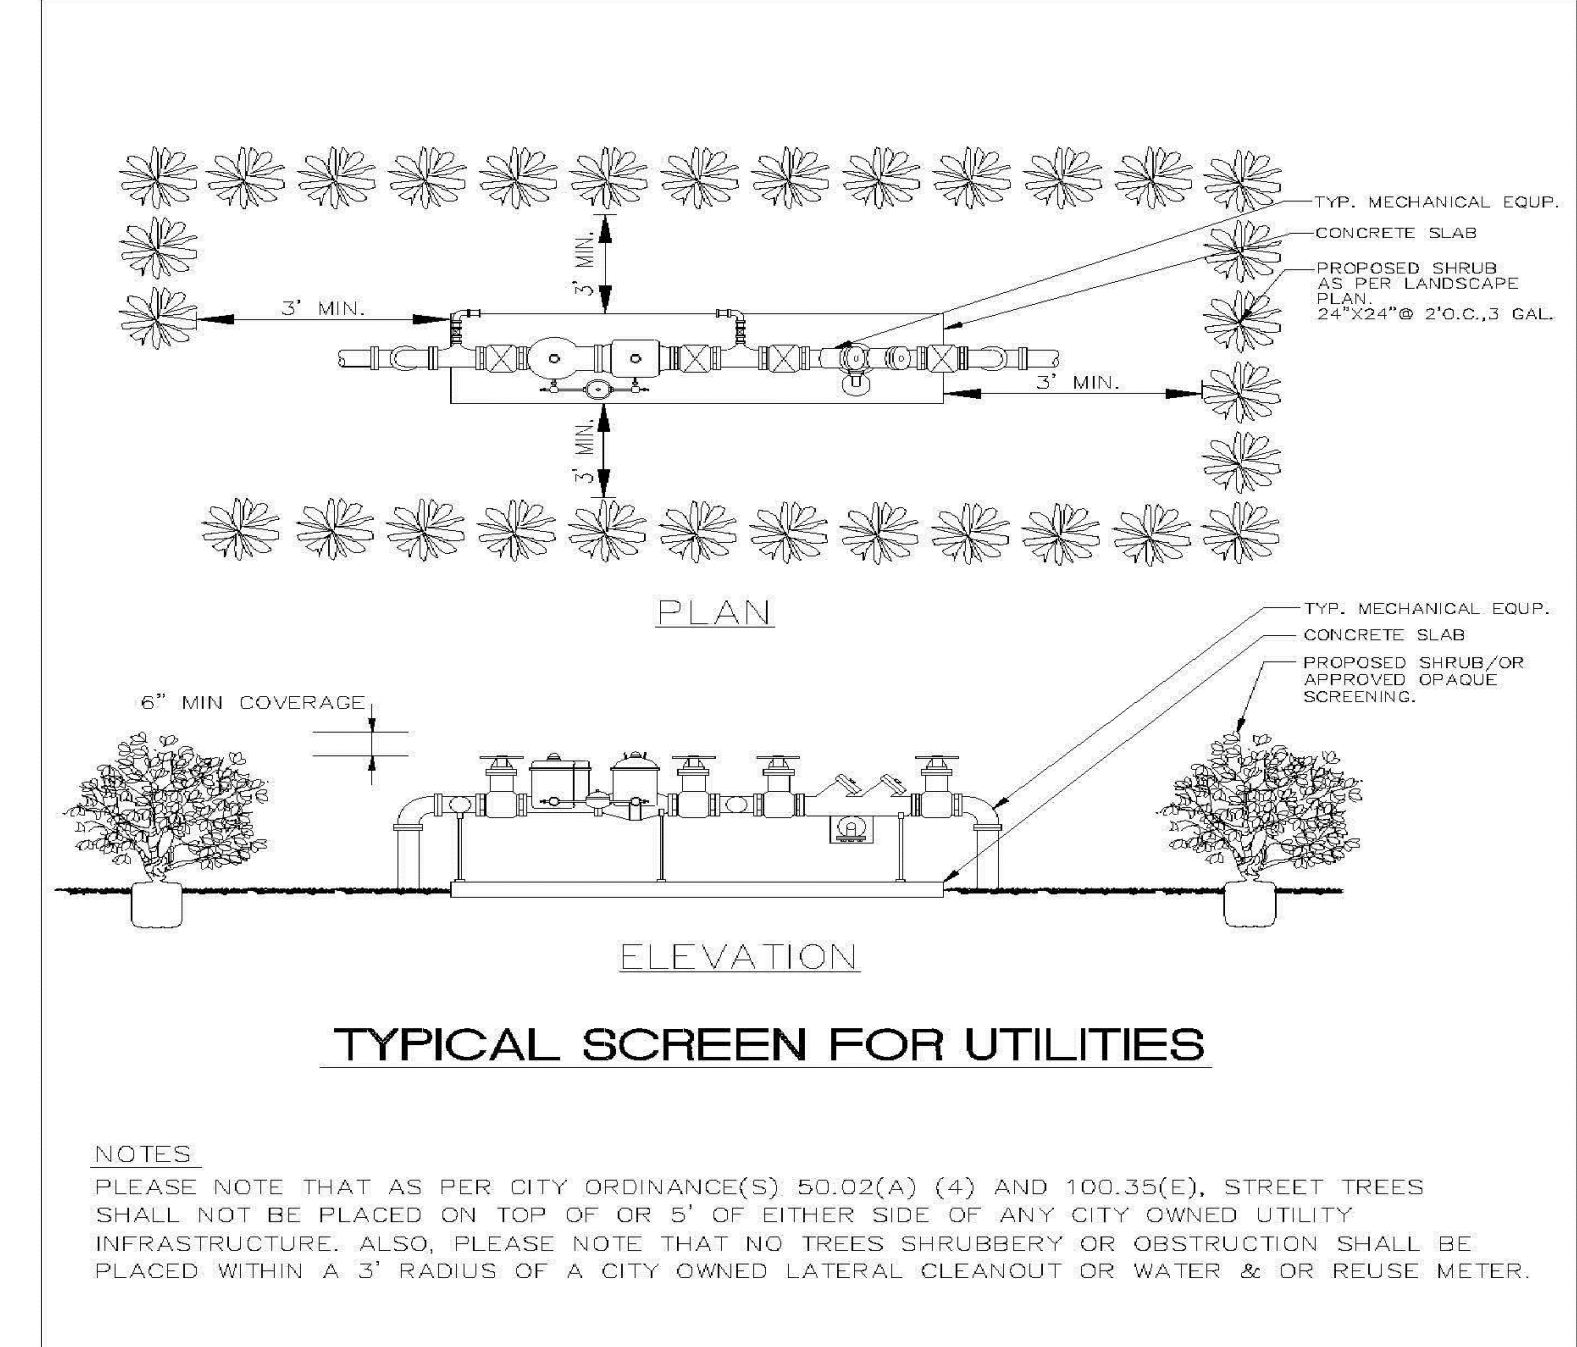 TYP. MECHANICAL EQUP.
CONCRETE SLAB
PROPOSED SHRUB
AS PER LANDSCAPE
PLAN.
24"X24"@ 2'O.C.,3 GAL.
3' MIN.
3' MIN.
3' MIN.
3' MIN.
PLAN
TYP. MECHANICAL EQUP.
CONCRETE SLAB
PROPOSED SHRUB/OR
APPROVED OPAQUE
SCREENING.
6" MIN COVERAGE
ELEVATION
TYPICAL SCREEN FOR UTILITIES
NOTES
PLEASE NOTE THAT AS PER CITY ORDINANCE(S) 50.02(A) (4) AND 100.35(E), STREET TREES
SHALL NOT BE PLACED ON TOP OF OR 5' OF EITHER SIDE OF ANY CITY OWNED UTILITY
INFRASTRUCTURE. ALSO, PLEASE NOTE THAT NO TREES SHRUBBERY OR OBSTRUCTION SHALL BE
PLACED WITHIN A 3' RADIUS OF A CITY OWNED LATERAL CLEANOUT OR WATER & OR REUSE METER.